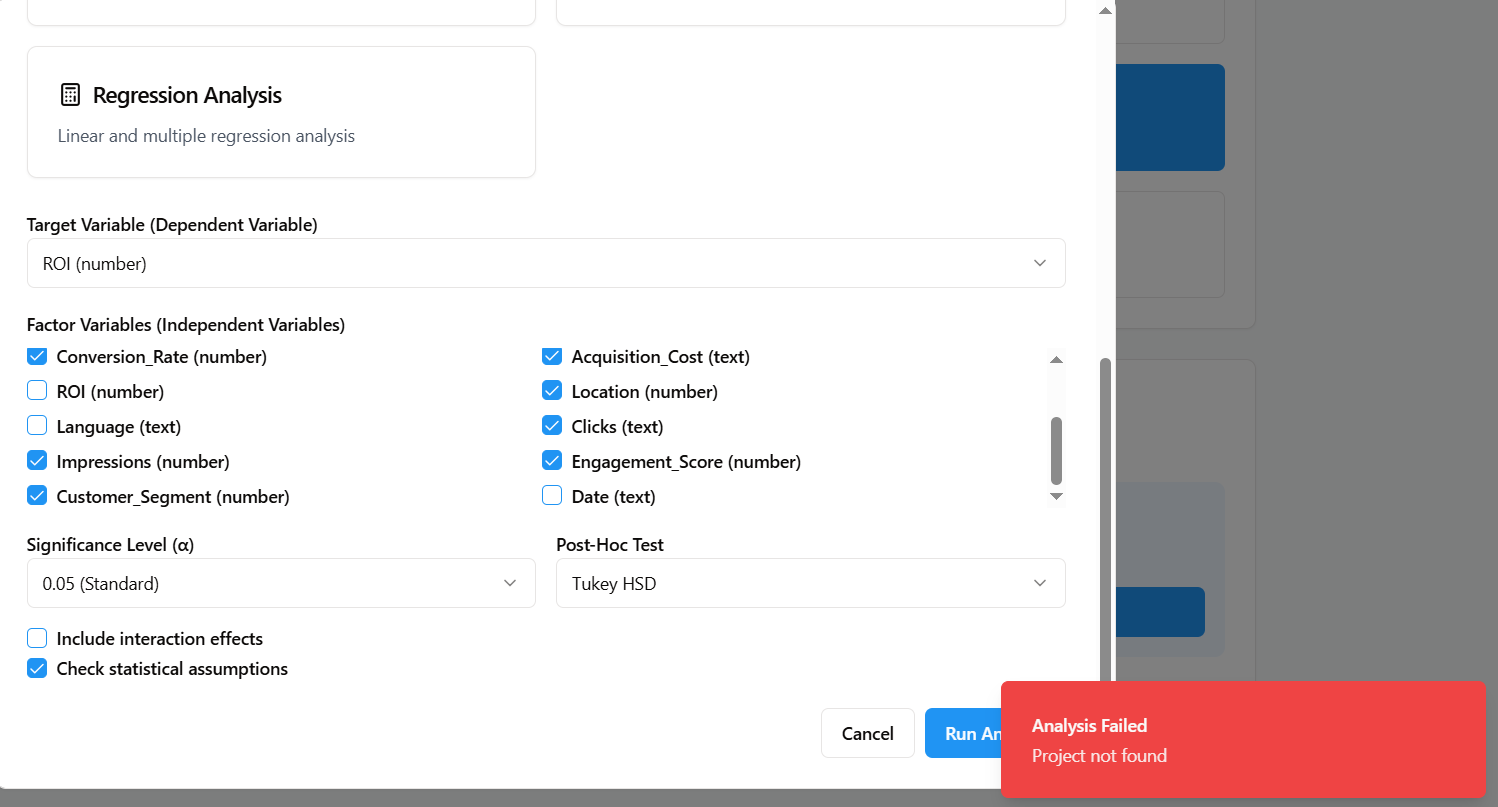 Regression Analysis
Linear and multiple regression analysis
Target Variable (Dependent Variable)
ROI (number)
Factor Variables (Independent Variables)
Conversion_Rate (number)
Acquisition_Cost (text)
ROI (number)
Location (number)
Language (text)
Clicks (text)
Impressions (number)
Engagement_Score (number)
Customer_Segment (number)
Date (text)
Significance Level (α)
Post-Hoc Test
0.05 (Standard)
Tukey HSD
Include interaction effects
Check statistical assumptions
Cancel
Run An
Analysis Failed
Project not found